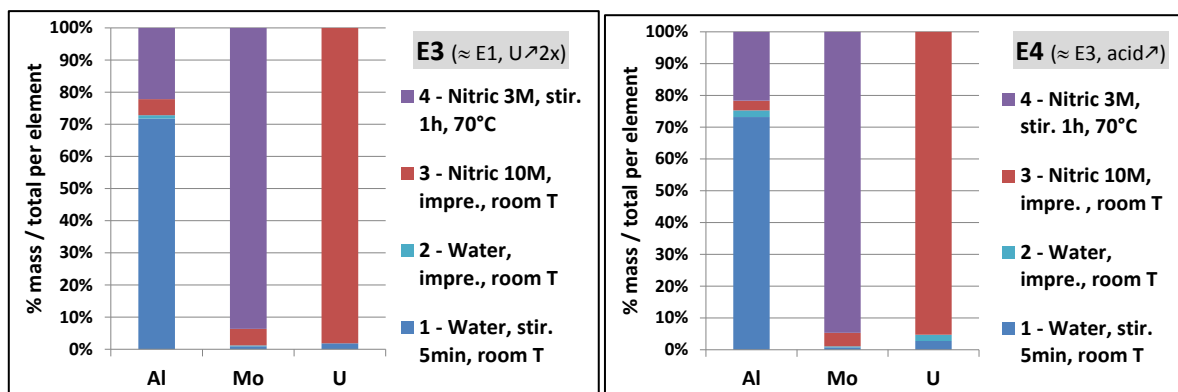 % mass / total per element
100%
90%
80%
70%
60%
50%
40%
30%
20%
10%
0%
Al Mo U
E3 (≈ E1, U↗2x)
4 - Nitric 3M, stir.
1h, 70°C
3 - Nitric 10M,
impre., room T
2 - Water,
impre., room T
1 - Water, stir.
5min, room T
% mass / total per element
100%
90%
80%
70%
60%
50%
40%
30%
20%
10%
0%
Al Mo U
E4 (≈ E3, acid↗)
4 - Nitric 3M,
stir. 1h, 70°C
3 - Nitric 10M,
impre. , room T
2 - Water,
impre., room T
1 - Water, stir.
5min, room T